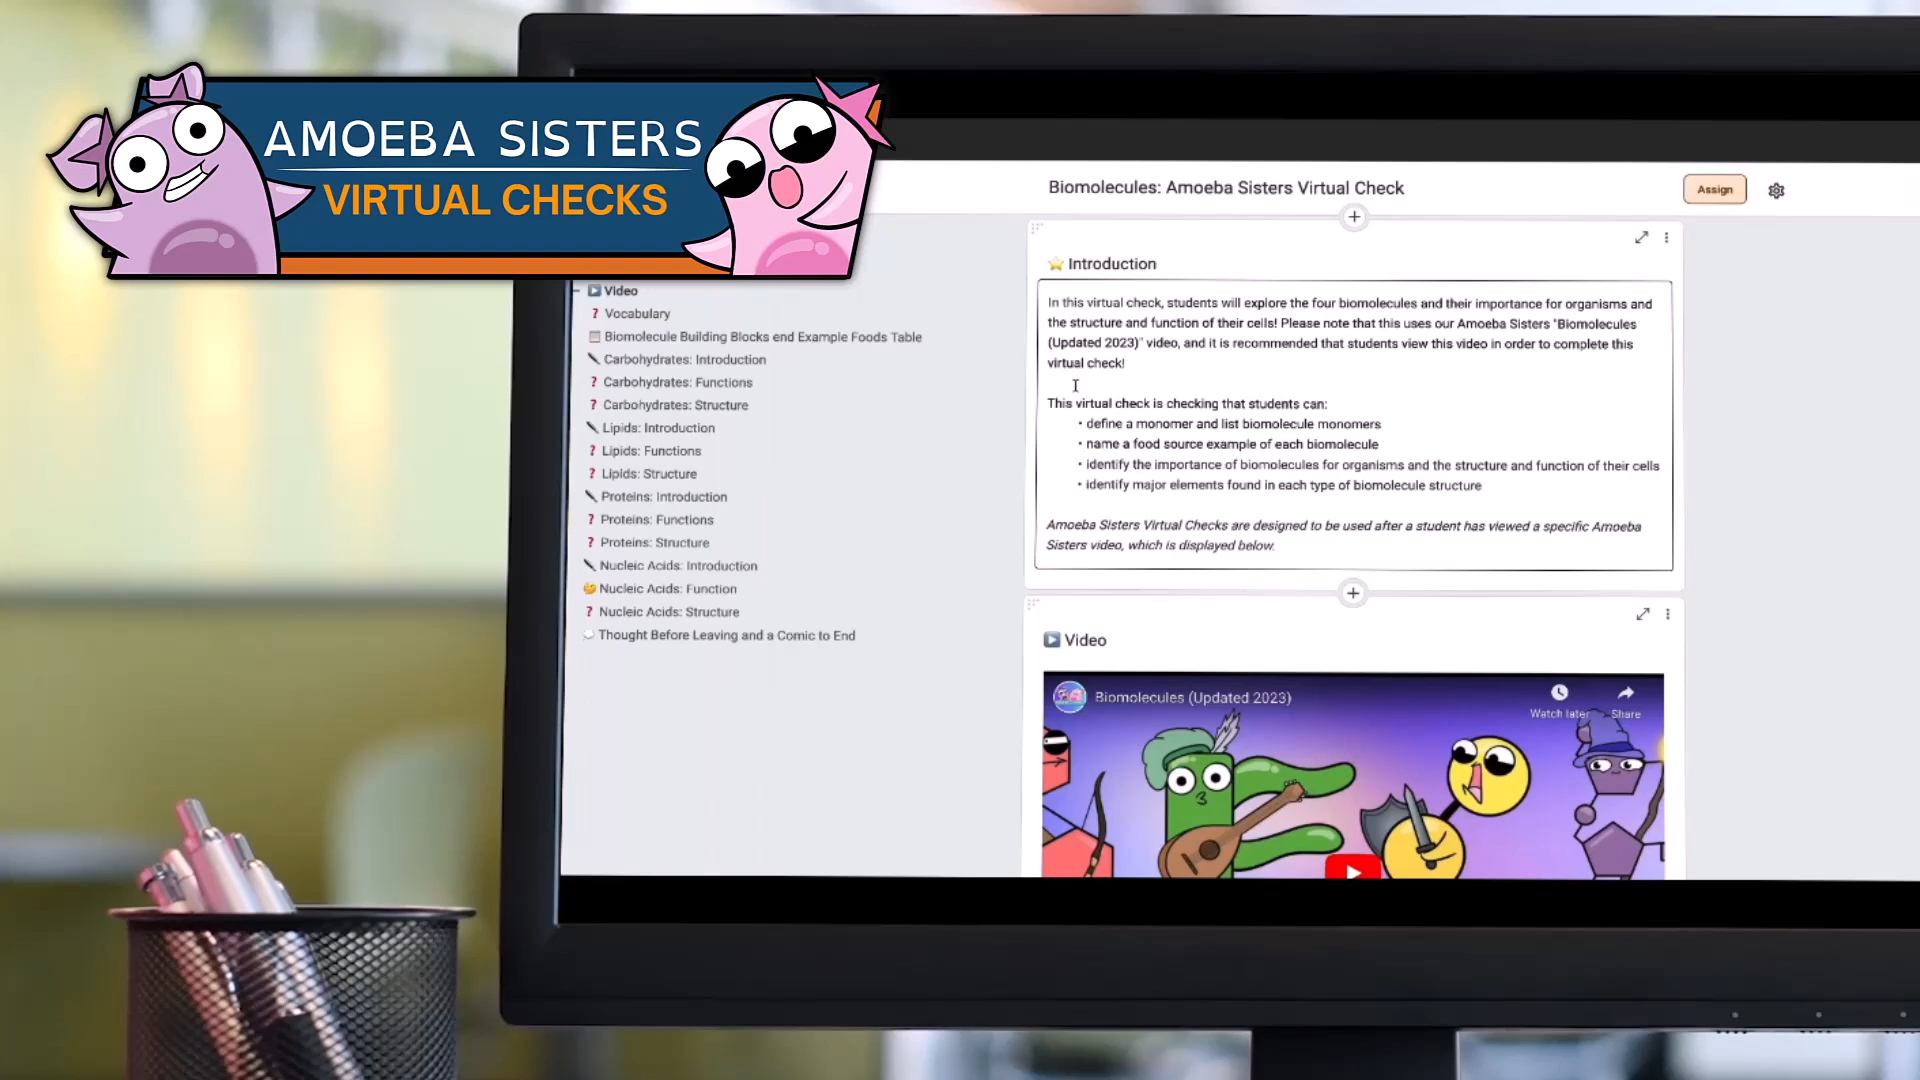 AMOEBA SISTERS
VIRTUAL CHECKS
Biomolecules: Amoeba Sisters Virtual Check
Assign
Video
Vocabulary
Biomolecule Building Blocks end Example Foods Table
Carbohydrates: Introduction
Carbohydrates: Functions
Carbohydrates: Structure
Lipids: Introduction
Lipids: Functions
Lipids: Structure
Proteins: Introduction
Proteins: Functions
Proteins: Structure
Nucleic Acids: Introduction
Nucleic Acids: Function
Nucleic Acids: Structure
Thought Before Leaving and a Comic to End
Introduction
In this virtual check, students will explore the four biomolecules and their importance for organisms and
the structure and function of their cells! Please note that this uses our Amoeba Sisters "Biomolecules
(Updated 2023)" video, and it is recommended that students view this video in order to complete this
virtual check!
This virtual check is checking that students can:
• define a monomer and list biomolecule monomers
• name a food source example of each biomolecule
• identify the importance of biomolecules for organisms and the structure and function of their cells
• identify major elements found in each type of biomolecule structure
Amoeba Sisters Virtual Checks are designed to be used after a student has viewed a specific Amoeba
Sisters video, which is displayed below.
Video
Biomolecules (Updated 2023)
Watch later
Share